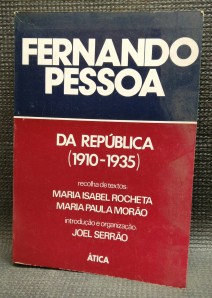 FERNANDO
PESSOA
DA REPÚBLICA
(1910-1935)
recolha de textos:
MARIA ISABEL ROCHETA
MARIA PAULA MORÃO
introdução e organização:
JOEL SERRÃO
ÁTICA